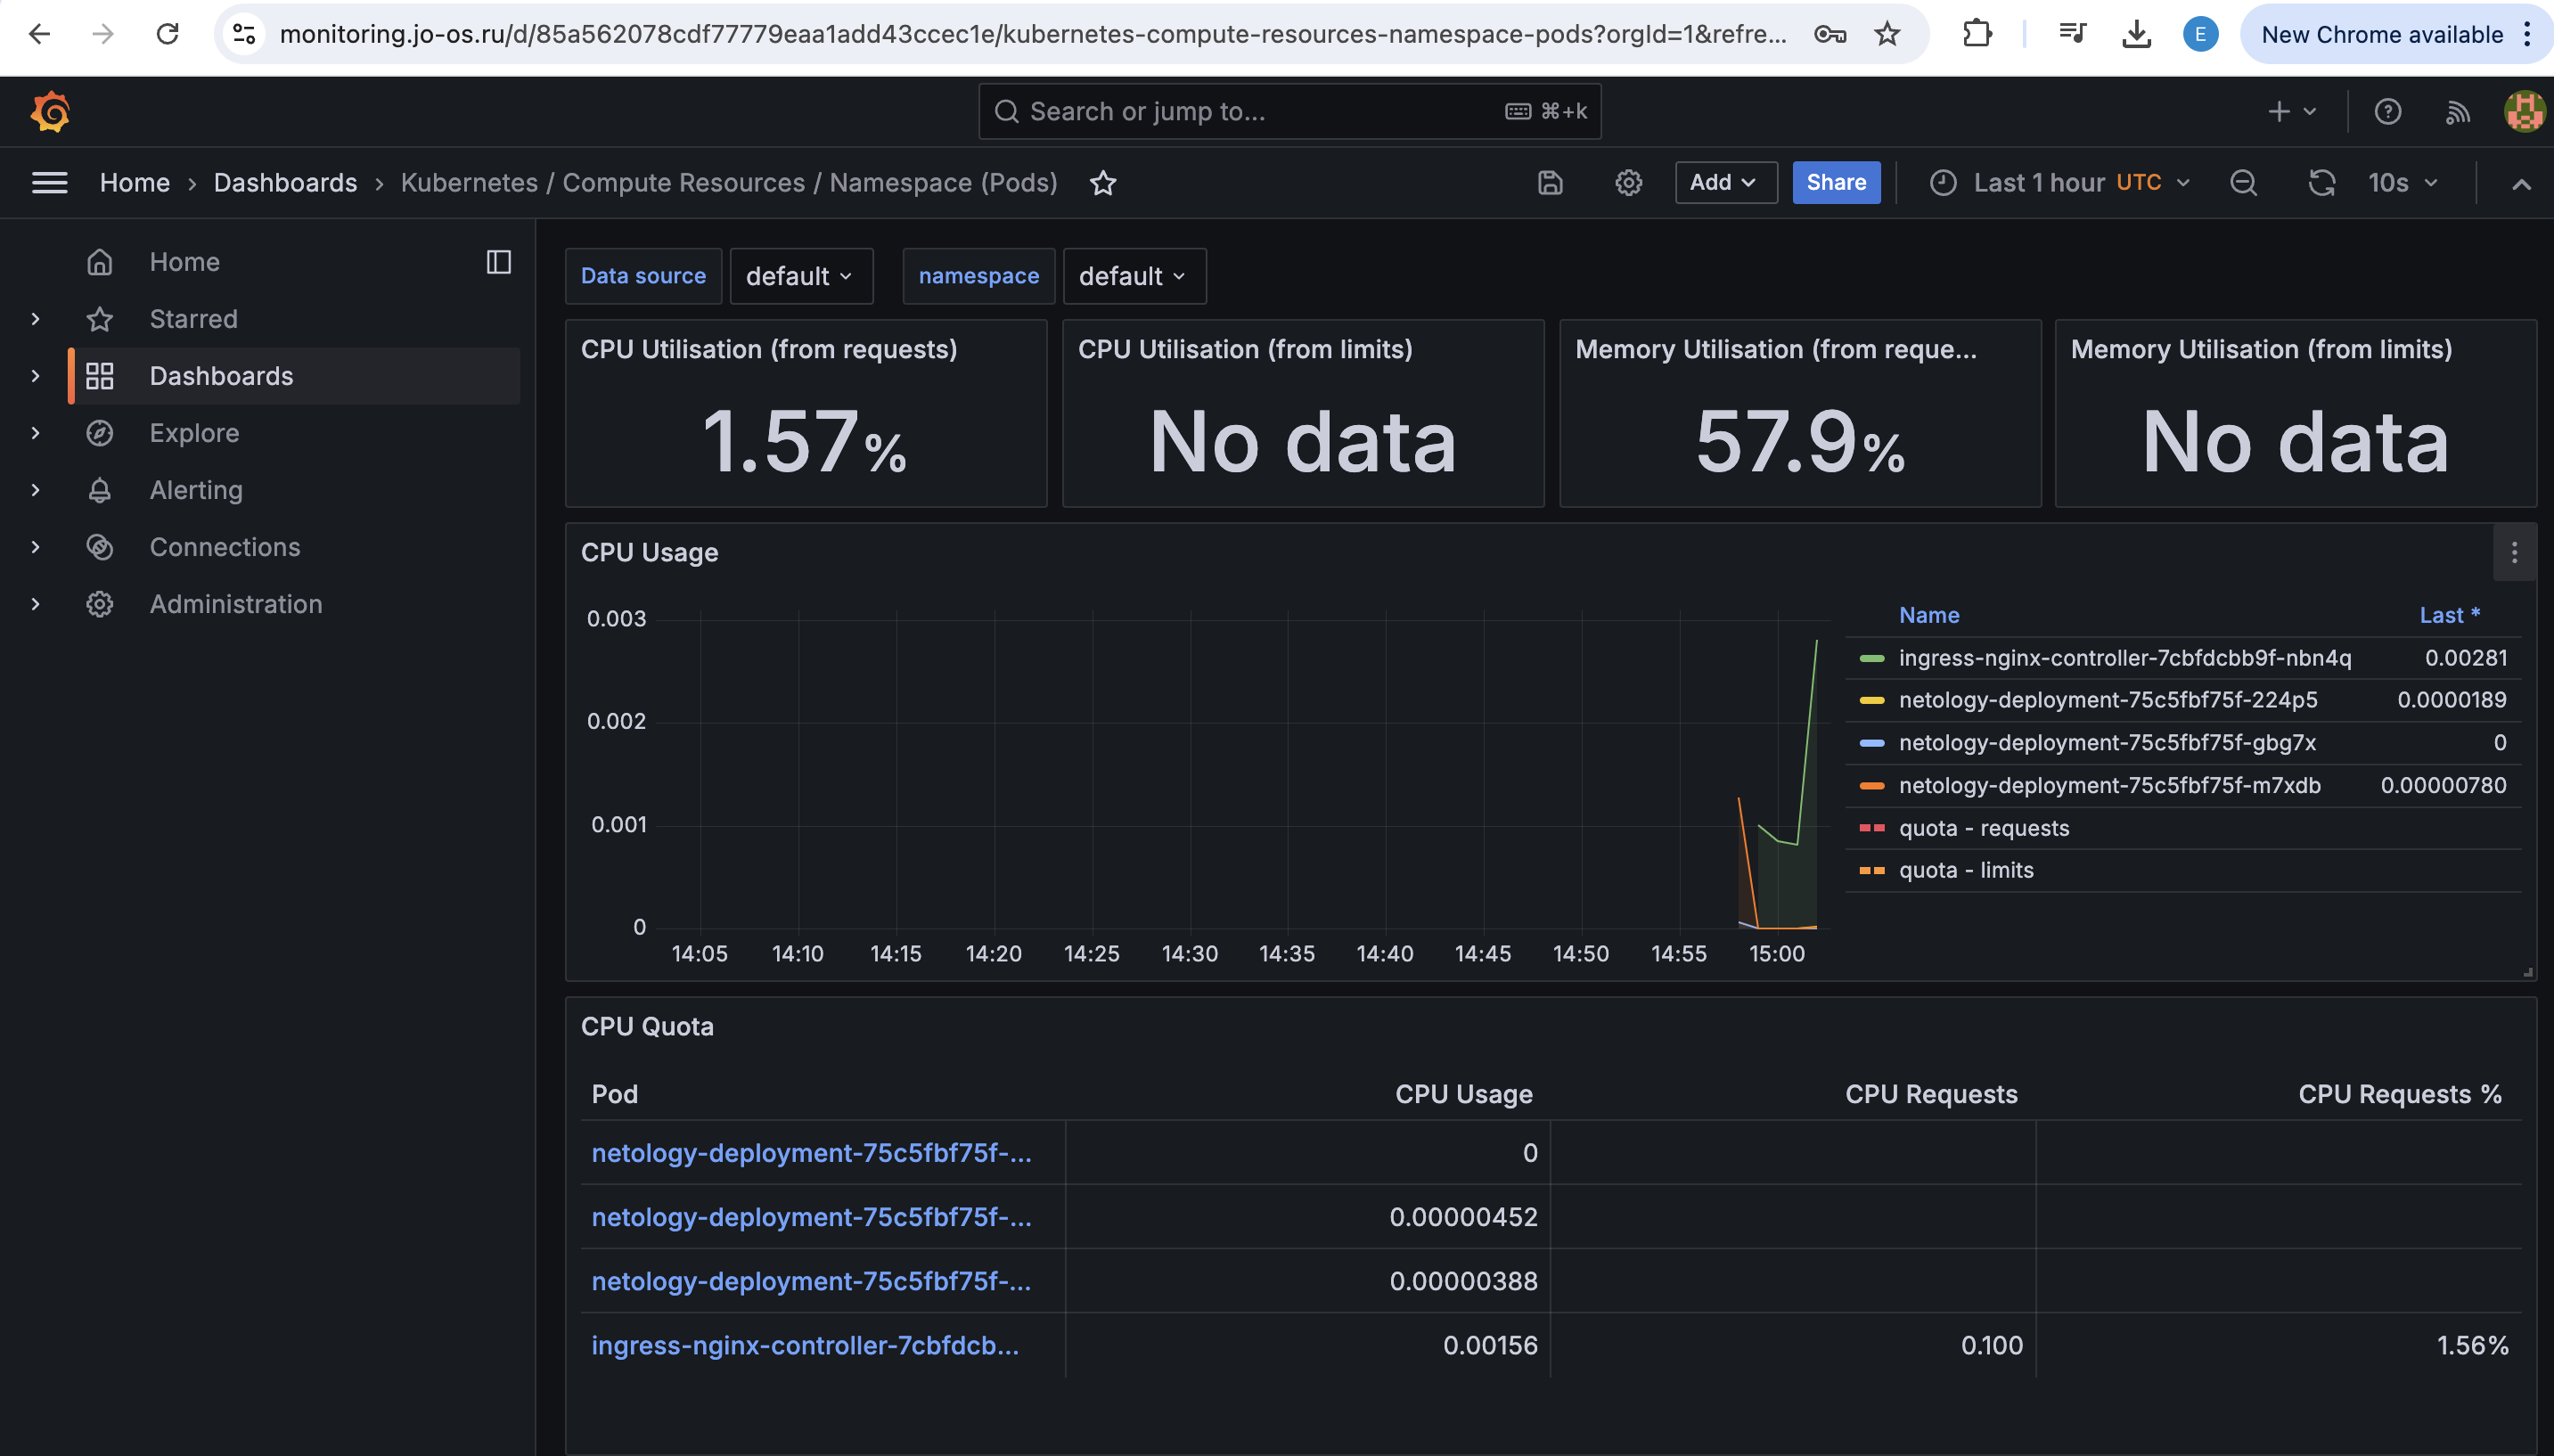 monitoring.jo-os.ru/d/85a562078cdf77779eaa1add43ccec1e/kubernetes-compute-resources-namespace-pods?orgId=1&refre...
E
New Chrome available
Search or jump to...
⌘+k
Home › Dashboards › Kubernetes / Compute Resources / Namespace (Pods)
Add
Share
Last 1 hour UTC
10s
Home
Starred
Dashboards
Explore
Alerting
Connections
Administration
Data source default namespace default
CPU Utilisation (from requests)
1.57%
CPU Utilisation (from limits)
No data
Memory Utilisation (from reque...
57.9%
Memory Utilisation (from limits)
No data
CPU Usage
0.003
0.002
0.001
0
14:05 14:10 14:15 14:20 14:25 14:30 14:35 14:40 14:45 14:50 14:55 15:00
Name Last *
ingress-nginx-controller-7cbfdcbb9f-nbn4q 0.00281
netology-deployment-75c5fbf75f-224p5 0.0000189
netology-deployment-75c5fbf75f-gbg7x 0
netology-deployment-75c5fbf75f-m7xdb 0.00000780
quota - requests
quota - limits
CPU Quota
Pod CPU Usage CPU Requests CPU Requests %
netology-deployment-75c5fbf75f-... 0
netology-deployment-75c5fbf75f-... 0.00000452
netology-deployment-75c5fbf75f-... 0.00000388
ingress-nginx-controller-7cbfdcb... 0.00156 0.100 1.56%